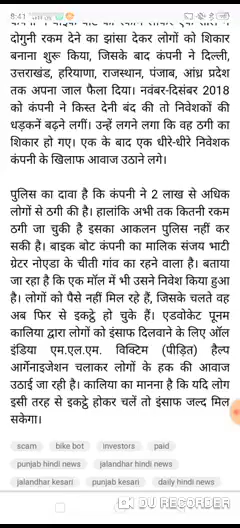 8:41
दोगुनी रकम देने का झांसा देकर लोगों को शिकार
बनाना शुरू किया, जिसके बाद कंपनी ने दिल्ली,
उत्तराखंड, हरियाणा, राजस्थान, पंजाब, आंध्र प्रदेश
तक अपना जाल फैला दिया। नवंबर-दिसंबर 2018
को कंपनी ने किस्त देनी बंद की तो निवेशकों की
धड़कनें बढ़ने लगीं। उन्हें लगने लगा कि वह ठगी का
शिकार हो गए। एक के बाद एक धीरे-धीरे निवेशक
कंपनी के खिलाफ आवाज उठाने लगे।
पुलिस का दावा है कि कंपनी ने 2 लाख से अधिक
लोगों से ठगी की है। हालांकि अभी तक कितनी रकम
ठगी जा चुकी है इसका आकलन पुलिस नहीं कर
सकी है। बाइक बोट कंपनी का मालिक संजय भाटी
ग्रेटर नोएडा के चीती गांव का रहने वाला है। बताया
जा रहा है कि एक मॉल में भी उसने निवेश किया हुआ
है। लोगों को पैसे नहीं मिल रहे हैं, जिसके चलते वह
अब फिर से इकट्ठे हो चुके हैं। एडवोकेट पूनम
कालिया द्वारा लोगों को इंसाफ दिलवाने के लिए ऑल
इंडिया एम.एल.एम. विक्टिम (पीड़ित) हैल्प
आर्गेनाइजेशन चलाकर लोगों के हक की आवाज
उठाई जा रही है। कालिया का मानना है कि यदि लोग
इसी तरह से इकट्ठे होकर चलें तो इंसाफ जल्द मिल
सकेगा।
scam bike bot investors paid
punjab hindi news jalandhar hindi news
jalandhar kesari punjab kesari daily hindi news
DU RECORDER